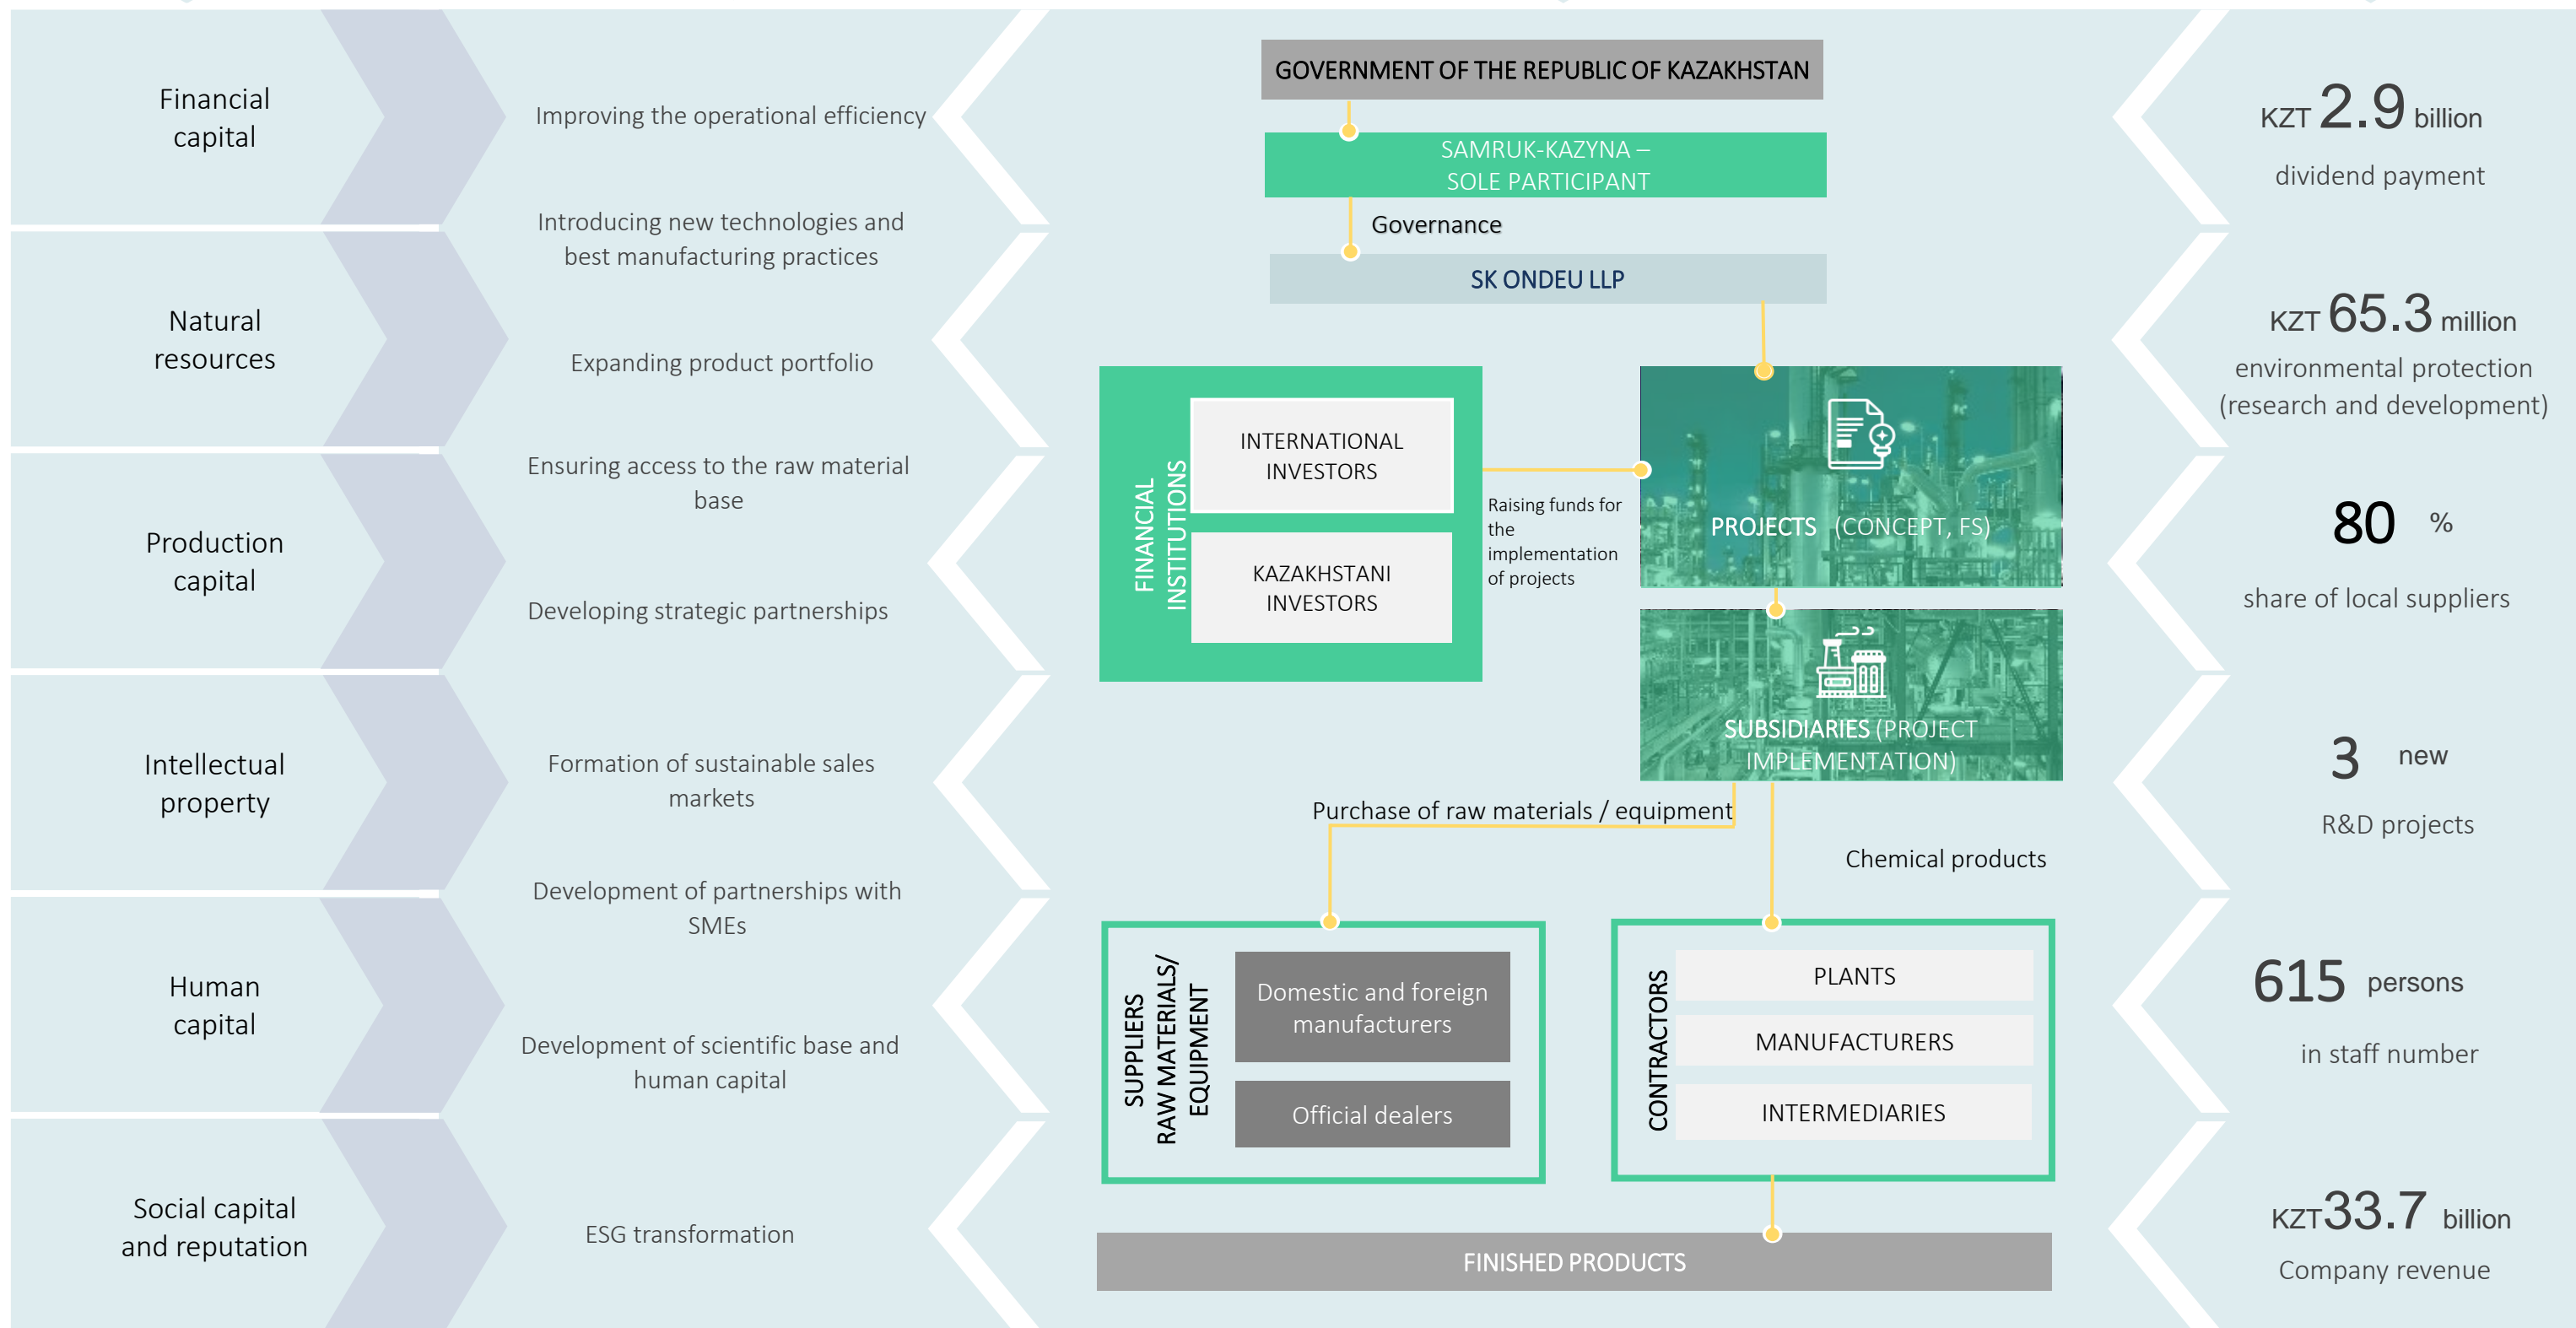 Financial
capital
Natural
resources
Production
capital
Intellectual
property
Human
capital
Social capital
and reputation
Improving the operational efficiency
Introducing new technologies and
best manufacturing practices
Expanding product portfolio
Ensuring access to the raw material
base
Developing strategic partnerships
Formation of sustainable sales
markets
Development of partnerships with
SMEs
Development of scientific base and
human capital
ESG transformation
GOVERNMENT OF THE REPUBLIC OF KAZAKHSTAN
SAMRUK-KAZYNA –
SOLE PARTICIPANT
Governance
SK ONDEU LLP
FINANCIAL
INSTITUTIONS
INTERNATIONAL
INVESTORS
KAZAKHSTANI
INVESTORS
Raising funds for
the
implementation
of projects
PROJECTS (CONCEPT, FS)
SUBSIDIARIES (PROJECT
IMPLEMENTATION)
Purchase of raw materials / equipment
Chemical products
SUPPLIERS
RAW MATERIALS/
EQUIPMENT
Domestic and foreign
manufacturers
Official dealers
CONTRACTORS
PLANTS
MANUFACTURERS
INTERMEDIARIES
FINISHED PRODUCTS
KZT 2.9 billion
dividend payment
KZT 65.3 million
environmental protection
(research and development)
80 %
share of local suppliers
3 new
R&D projects
615 persons
in staff number
KZT33.7 billion
Company revenue